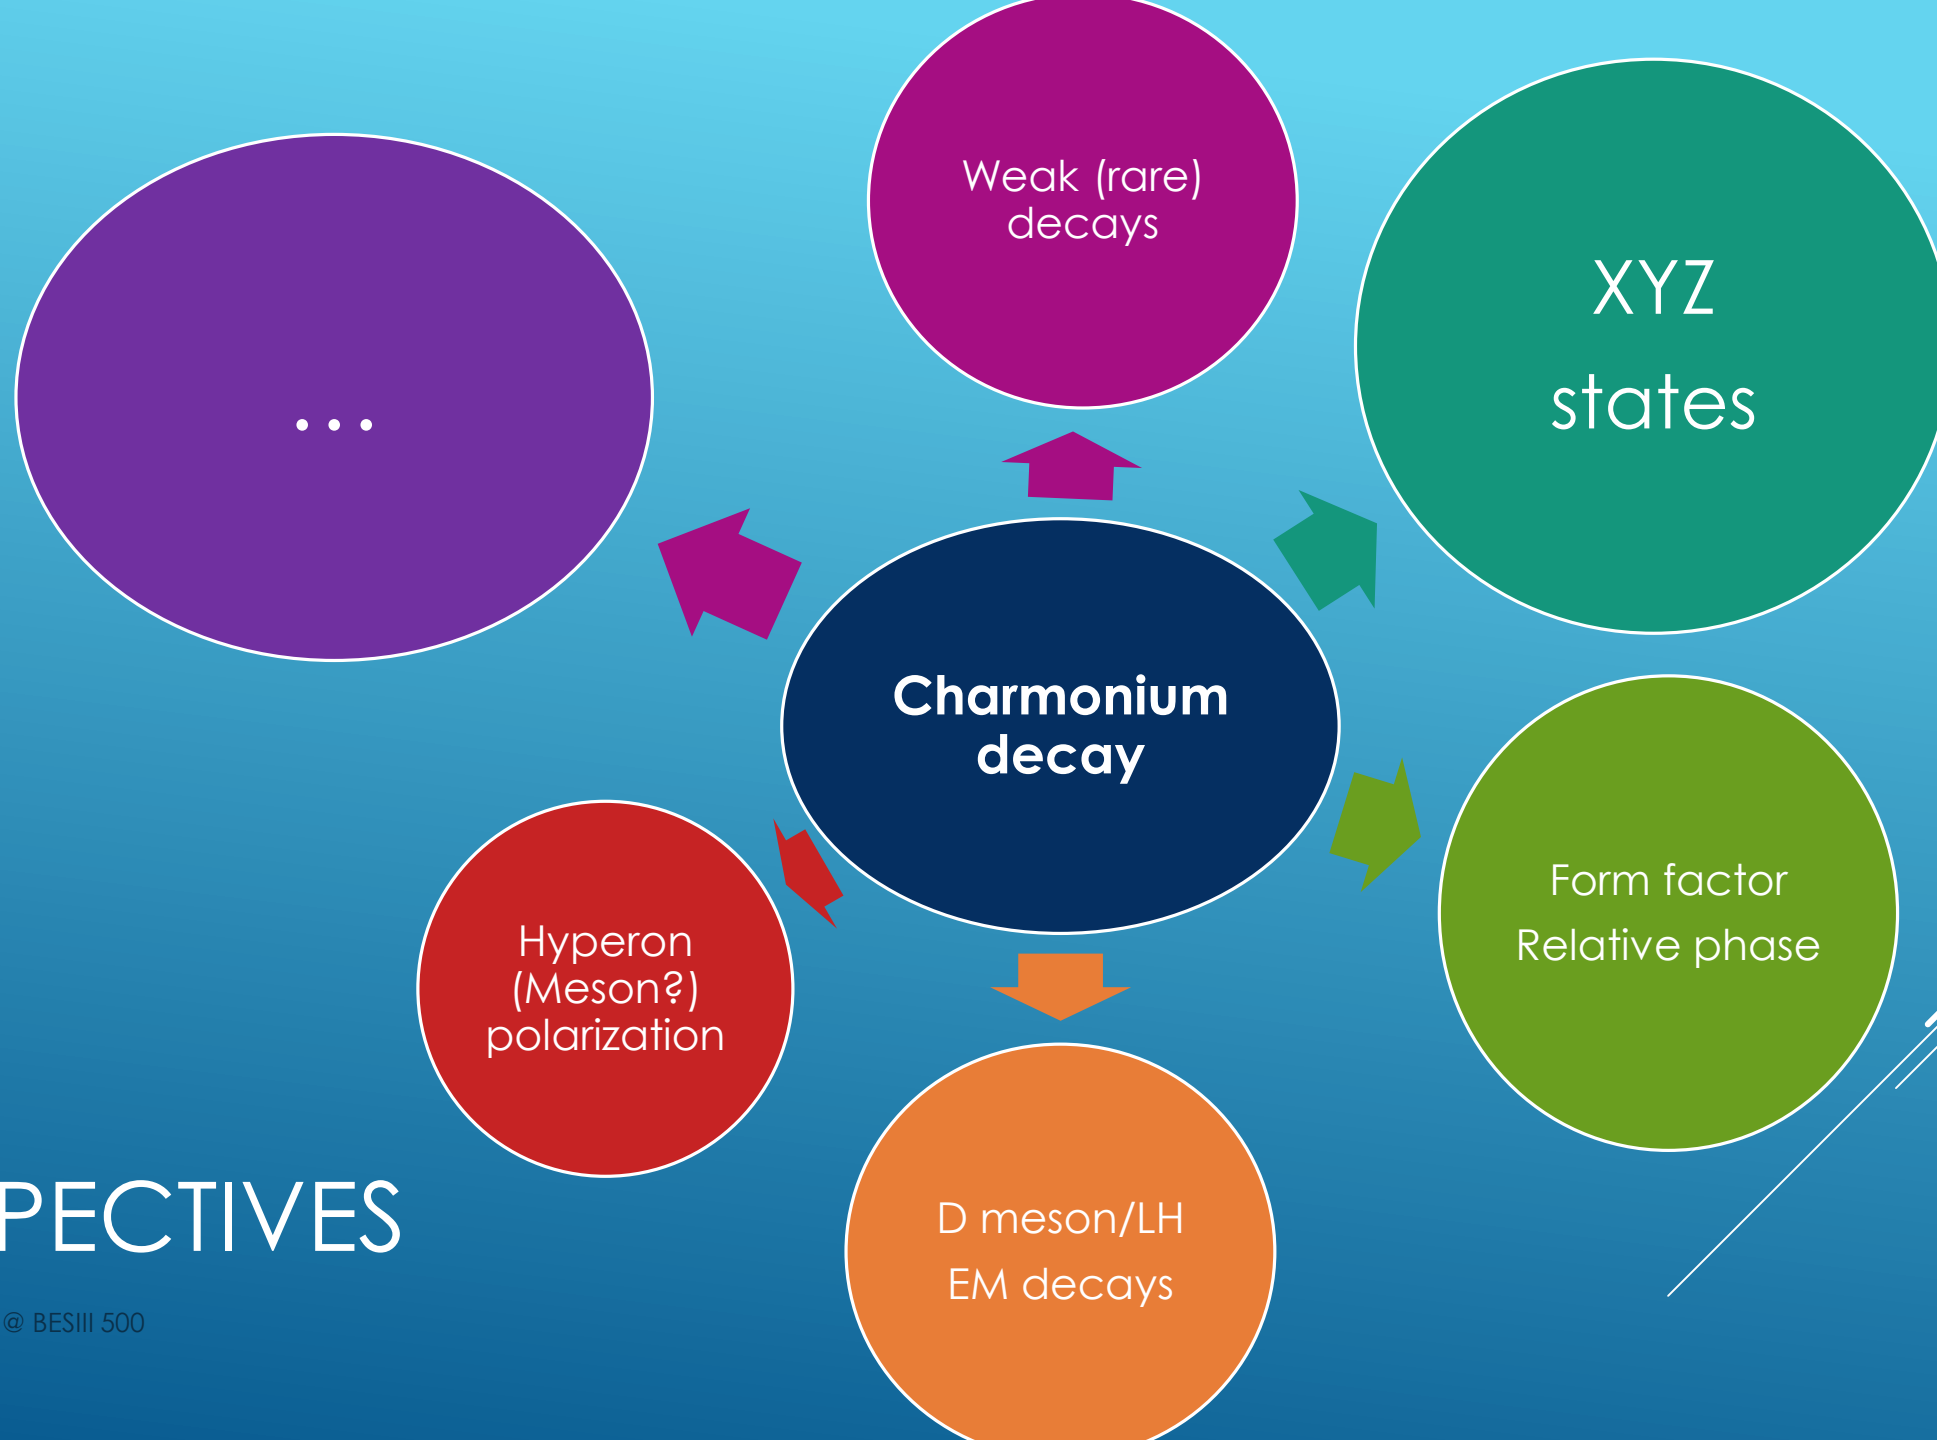 Weak (rare)
decays
XYZ
states
...
Charmonium
decay
Form factor
Relative phase
Hyperon
(Meson?)
polarization
D meson/LH
EM decays
PECTIVES
@ BESIII 500